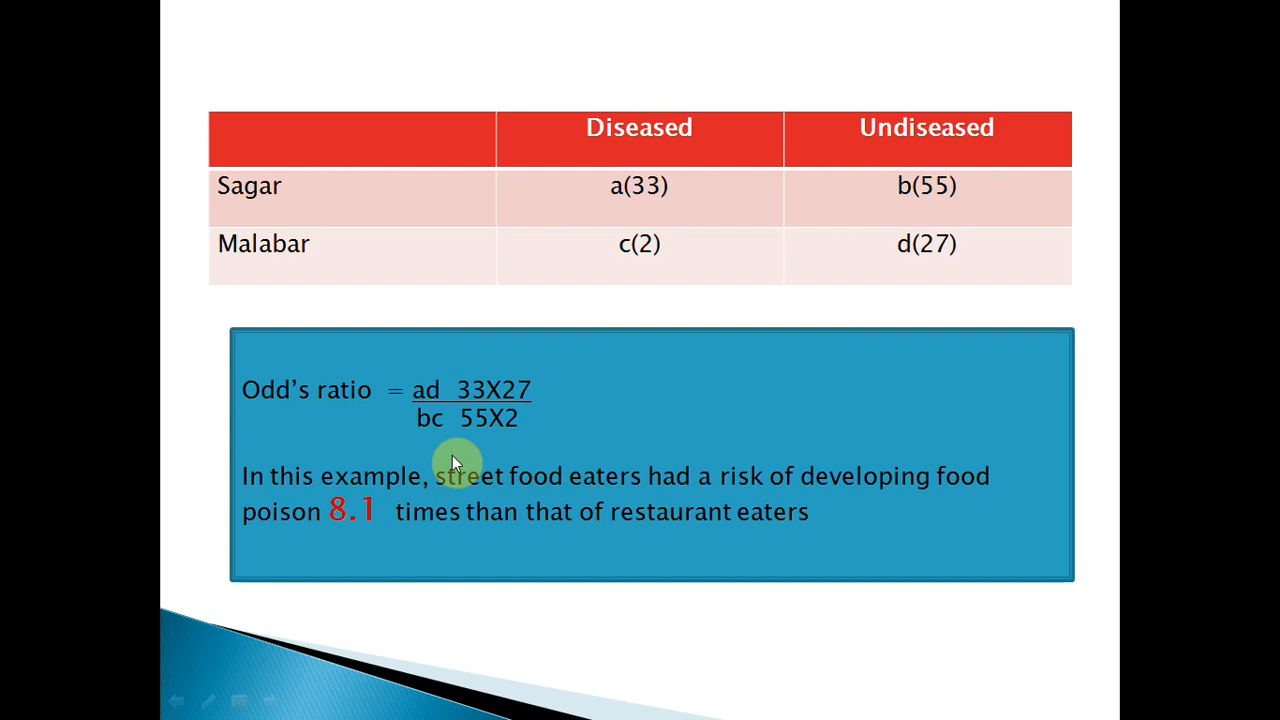 Diseased Undiseased
Sagar a(33) b(55)
Malabar c(2) d(27)
Odd’s ratio = ad 33X27
bc 55X2
In this example, street food eaters had a risk of developing food
poison 8.1 times than that of restaurant eaters